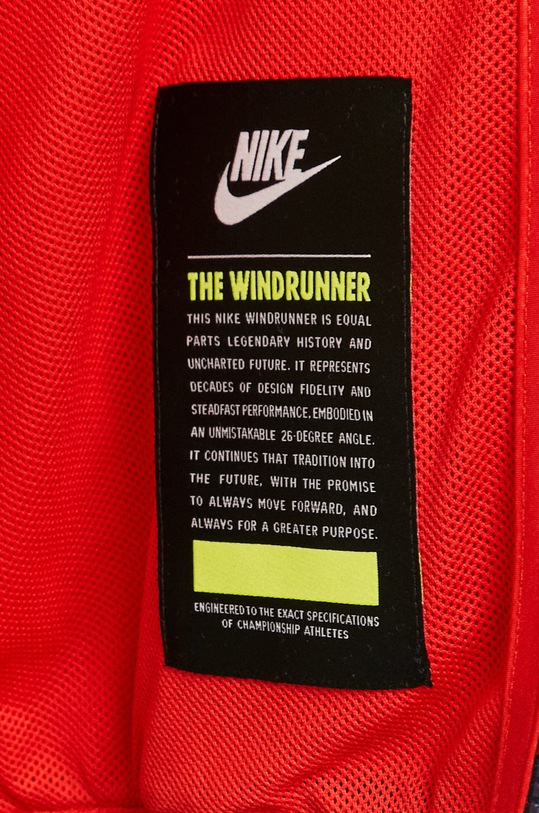 NIKE
THE WINDRUNNER
THIS NIKE WINDRUNNER IS EQUAL
PARTS LEGENDARY HISTORY AND
UNCHARTED FUTURE. IT REPRESENTS
DECADES OF DESIGN FIDELITY AND
STEADFAST PERFORMANCE, EMBODIED IN
AN UNMISTAKABLE 26-DEGREE ANGLE.
IT CONTINUES THAT TRADITION INTO
THE FUTURE, WITH THE PROMISE
TO ALWAYS MOVE FORWARD, AND
ALWAYS FOR A GREATER PURPOSE.
ENGINEERED TO THE EXACT SPECIFICATIONS
OF CHAMPIONSHIP ATHLETES